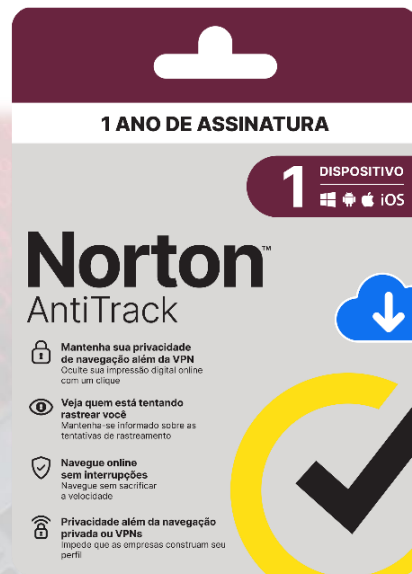 1 ANO DE ASSINATURA
1 DISPOSITIVO
iOS
Norton™
AntiTrack
Mantenha sua privacidade
de navegação além da VPN
Oculte sua impressão digital online
com um clique
Veja quem está tentando
rastrear você
Mantenha-se informado sobre as
tentativas de rastreamento
Navegue online
sem interrupções
Navegue sem sacrificar
a velocidade
Privacidade além da navegação
privada ou VPNs
Impede que as empresas construam seu
perfil